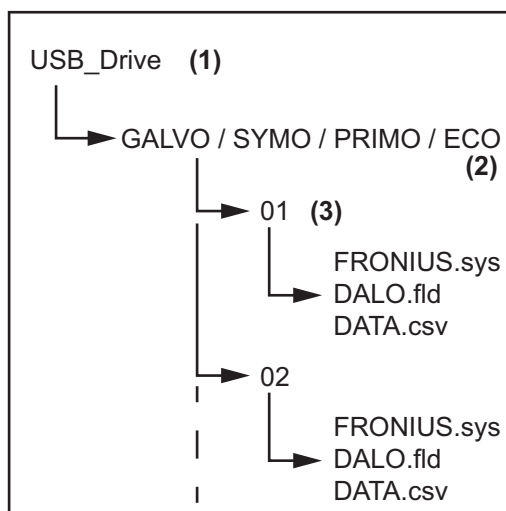 USB_Drive (1)
GALVO / SYMO / PRIMO / ECO
(2)
01 (3)
FRONIUS.sys
DALO.fld
DATA.csv
02
FRONIUS.sys
DALO.fld
DATA.csv